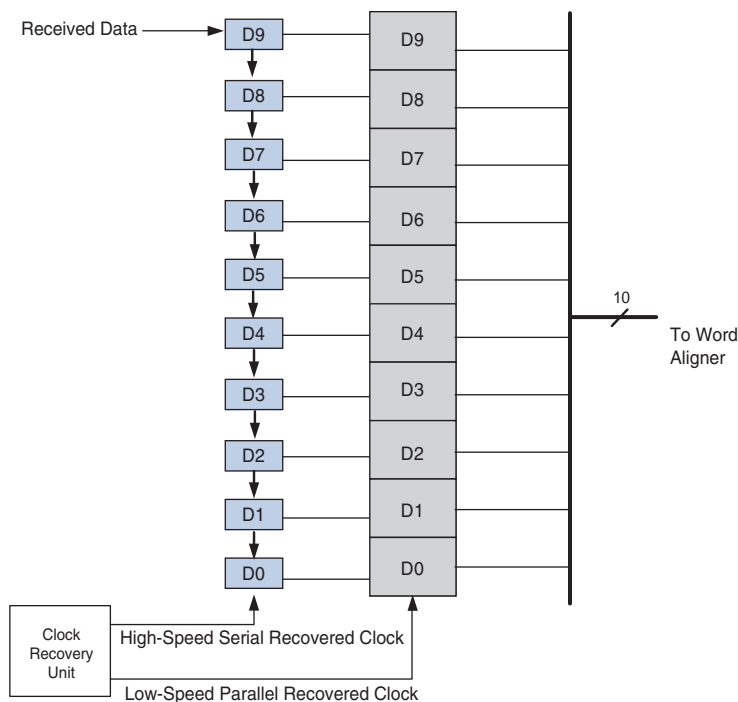 Received Data
D9
D9
D8
D8
D7
D7
D6
D6
D5
D5
10
D4
D4
To Word
Aligner
D3
D3
D2
D2
D1
D1
D0
D0
Clock
Recovery
Unit
High-Speed Serial Recovered Clock
Low-Speed Parallel Recovered Clock